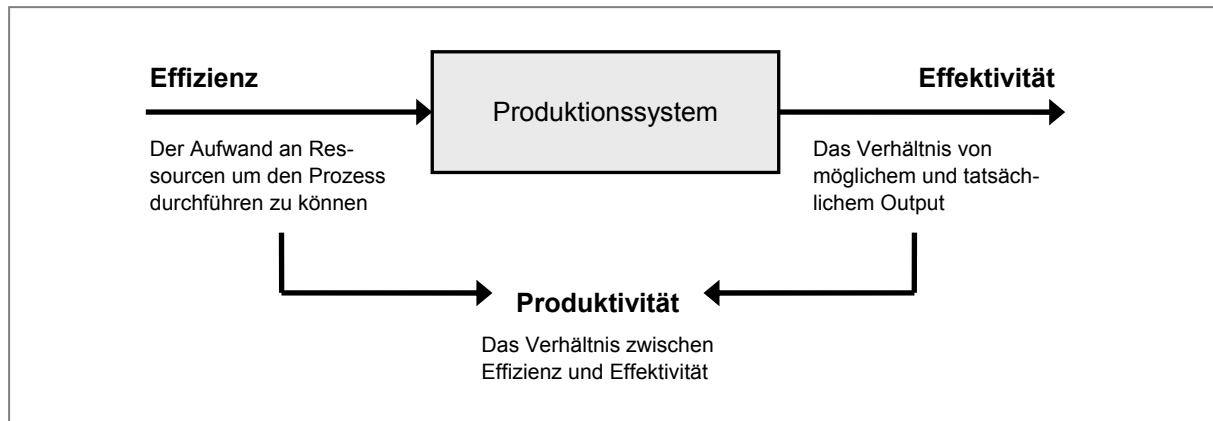 Effizienz
Produktionssystem
Effektivität
Der Aufwand an Res-
sourcen um den Prozess
durchführen zu können
Das Verhältnis von
möglichem und tatsäch-
lichem Output
Produktivität
Das Verhältnis zwischen
Effizienz und Effektivität